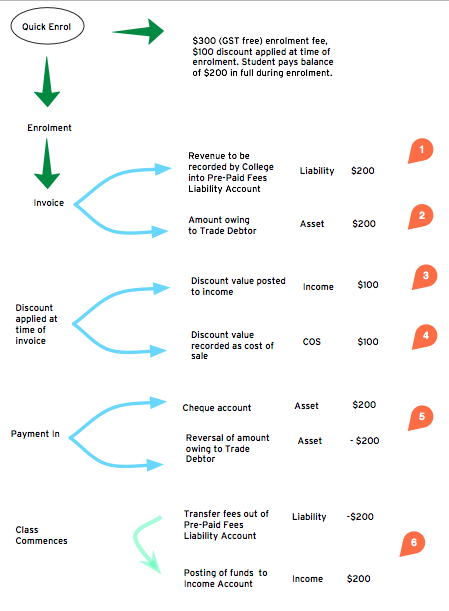 Quick Enrol
$300 (GST free) enrolment fee,
$100 discount applied at time of
enrolment. Student pays balance
of $200 in full during enrolment.
Enrolment
Invoice
Revenue to be
recorded by College
into Pre-Paid Fees
Liability Account
Liability $200
1
Amount owing
to Trade Debtor
Asset $200
2
Discount
applied at
time of
invoice
Discount value posted
to income
Income $100
3
Discount value
recorded as cost of
sale
COS $100
4
Payment In
Cheque account
Asset $200
5
Reversal of amount
owing to Trade
Debtor
Asset - $200
Class
Commences
Transfer fees out of
Pre-Paid Fees
Liability Account
Liability -$200
6
Posting of funds to
Income Account
Income $200